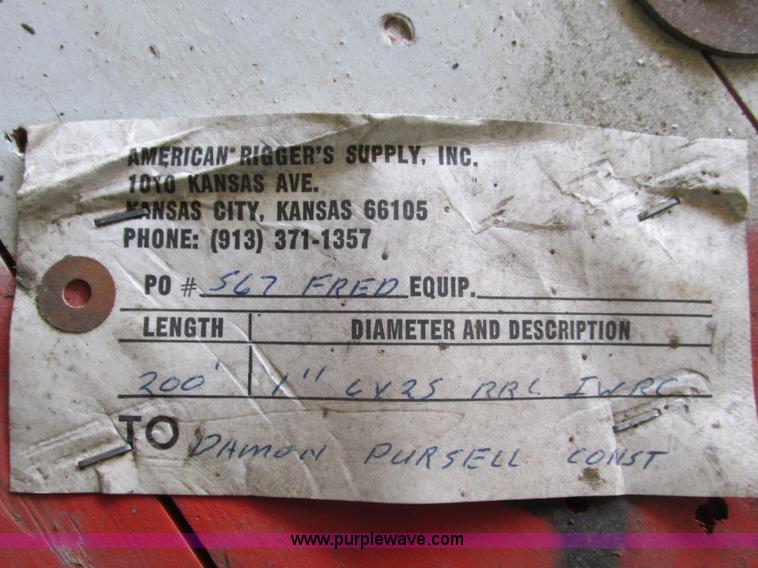 AMERICAN RIGGER'S SUPPLY, INC.
1010 KANSAS AVE.
KANSAS CITY, KANSAS 66105
PHONE: (913) 371-1357
PO # 567 FRED EQUIP.
LENGTH DIAMETER AND DESCRIPTION
200' 1" 6X25 RRL IWRC
TO DAMON PURSELL CONST
www.purplewave.com